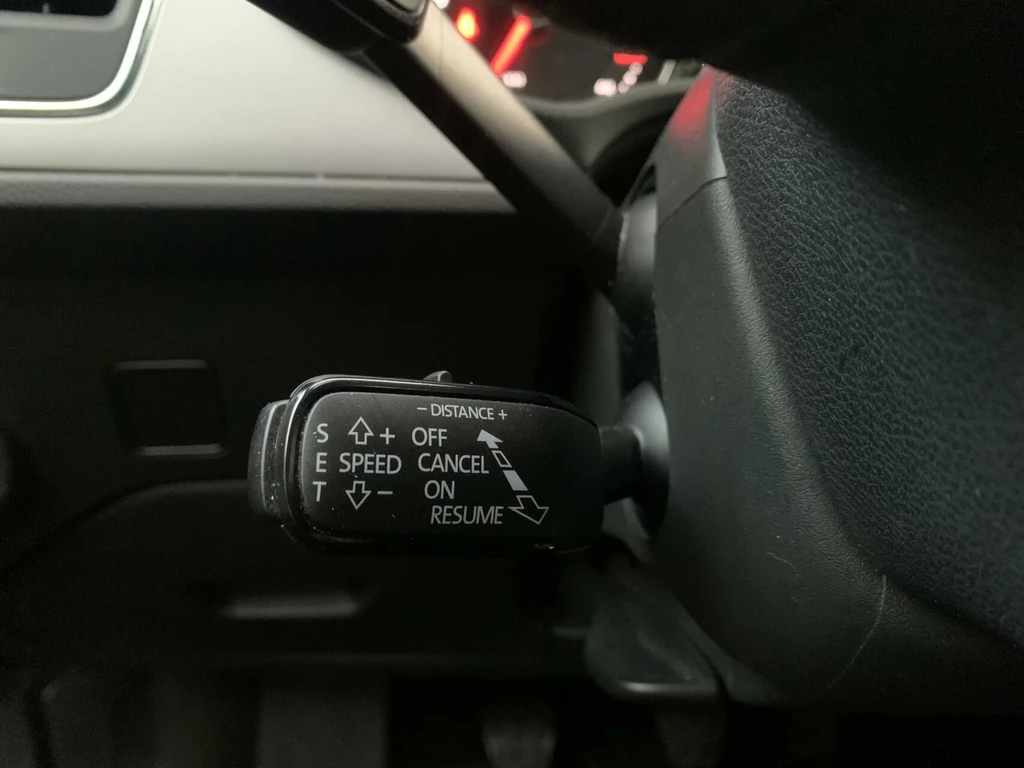 − DISTANCE +
S + OFF
E SPEED CANCEL
T − ON
RESUME